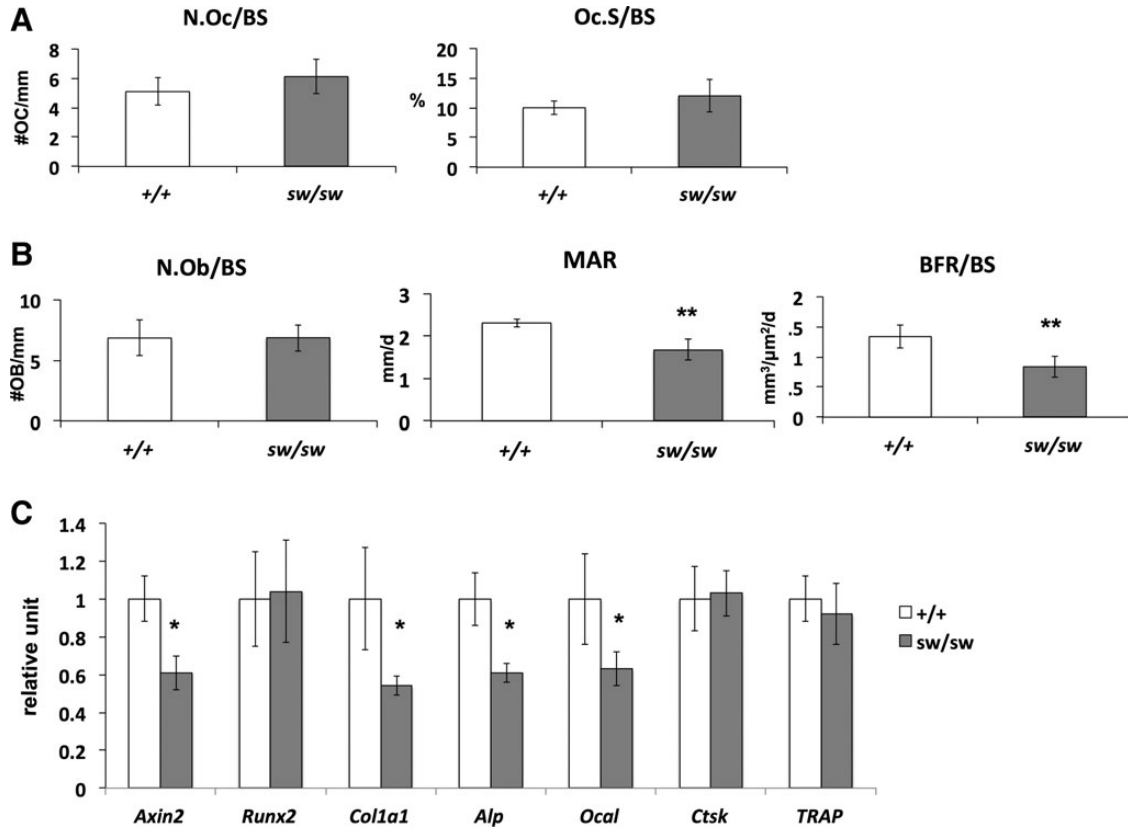 A
N.Oc/BS
#OC/mm
8
6
4
2
0
+/+
sw/sw
Oc.S/BS
%
20
15
10
5
0
+/+
sw/sw
B
N.Ob/BS
#OB/mm
10
5
0
+/+
sw/sw
MAR
mm/d
3
2
1
0
**
+/+
sw/sw
BFR/BS
mm³/µm²/d
2
.5
1
.5
0
**
+/+
sw/sw
C
relative unit
1.4
1.2
1
0.8
0.6
0.4
0.2
0
* * * *
+/+
sw/sw
Axin2 Runx2 Col1a1 Alp Ocal Ctsk TRAP